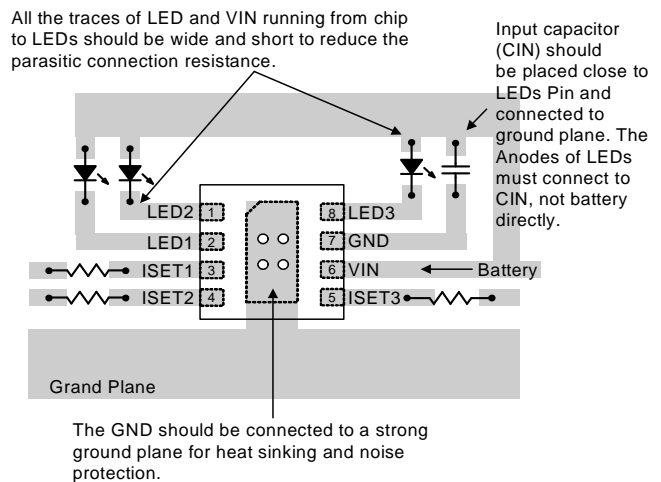 All the traces of LED and VIN running from chip
to LEDs should be wide and short to reduce the
parasitic connection resistance.
Input capacitor
(CIN) should
be placed close to
LEDs Pin and
connected to
ground plane. The
Anodes of LEDs
must connect to
CIN, not battery
directly.
LED2 1
LED1 2
ISET1 3
ISET2 4
8 LED3
7 GND
6 VIN
5 ISET3
Battery
Grand Plane
The GND should be connected to a strong
ground plane for heat sinking and noise
protection.